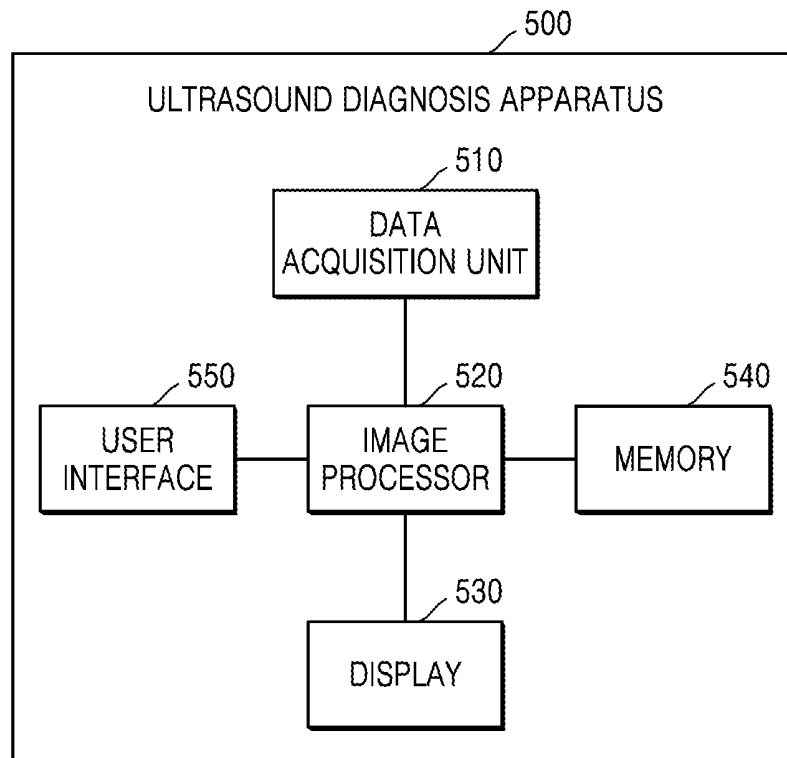 500
ULTRASOUND DIAGNOSIS APPARATUS
510
DATA
ACQUISITION UNIT
550
USER
INTERFACE
520
IMAGE
PROCESSOR
540
MEMORY
530
DISPLAY